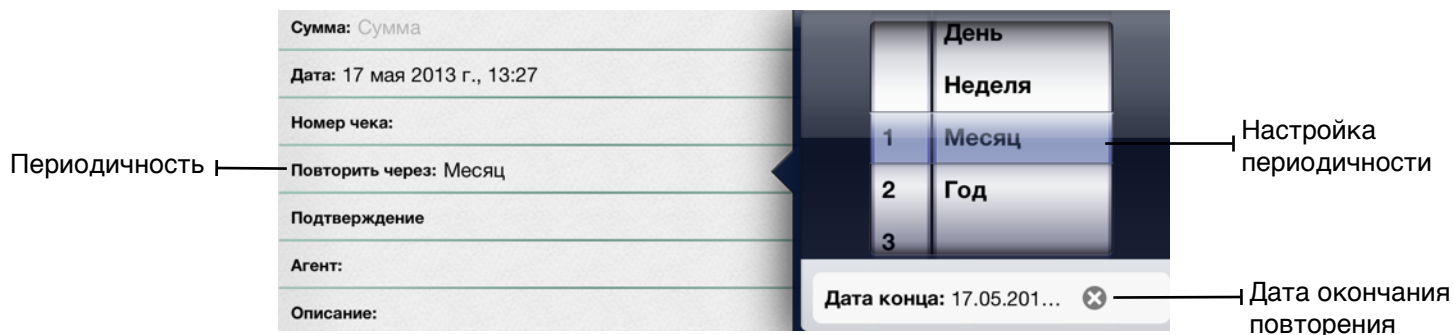 Сумма: Сумма
Дата: 17 мая 2013 г., 13:27
Номер чека:
Периодичность
Повторить через: Месяц
Подтверждение
Агент:
Описание:
День
Неделя
1 Месяц
2 Год
3
Настройка
периодичности
Дата конца: 17.05.201...
Дата окончания
повторения